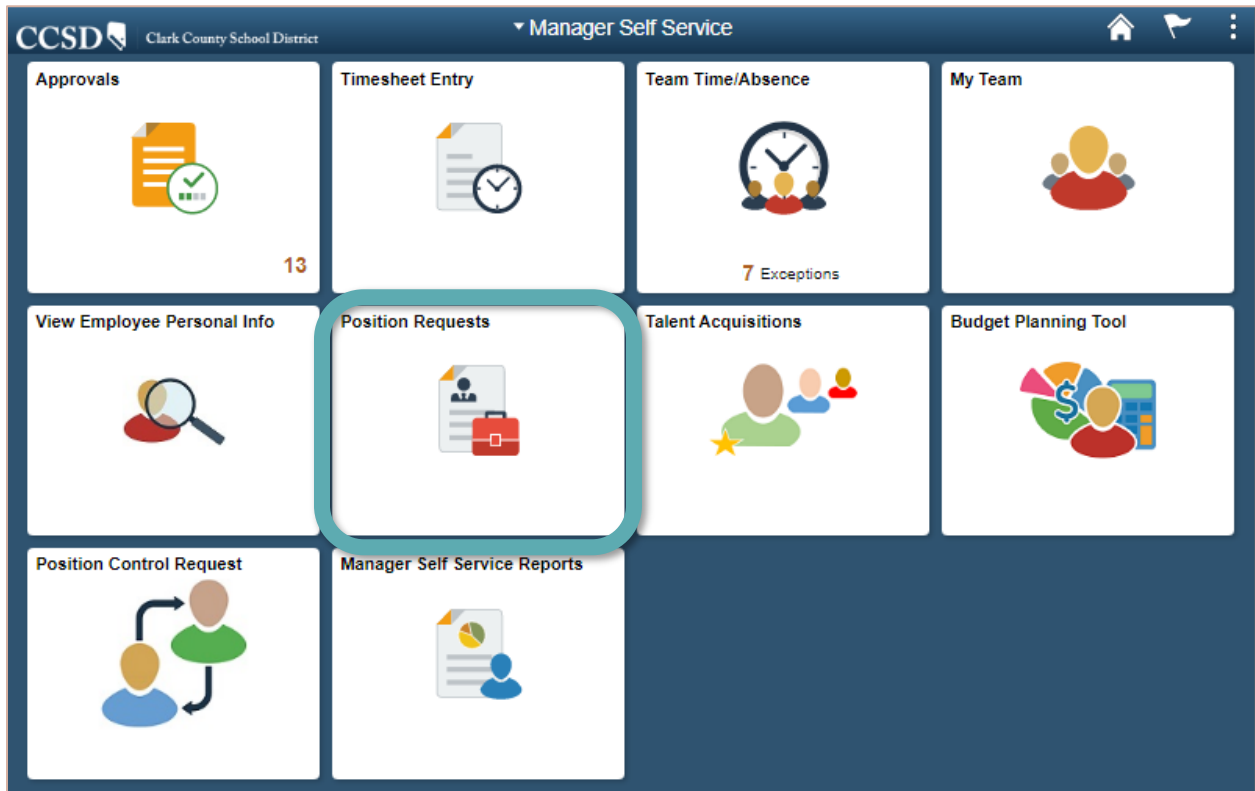 CCSD Clark County School District
Manager Self Service
Approvals
13
Timesheet Entry
Team Time/Absence
7 Exceptions
My Team
View Employee Personal Info
Position Requests
Talent Acquisitions
Budget Planning Tool
$
Position Control Request
Manager Self Service Reports